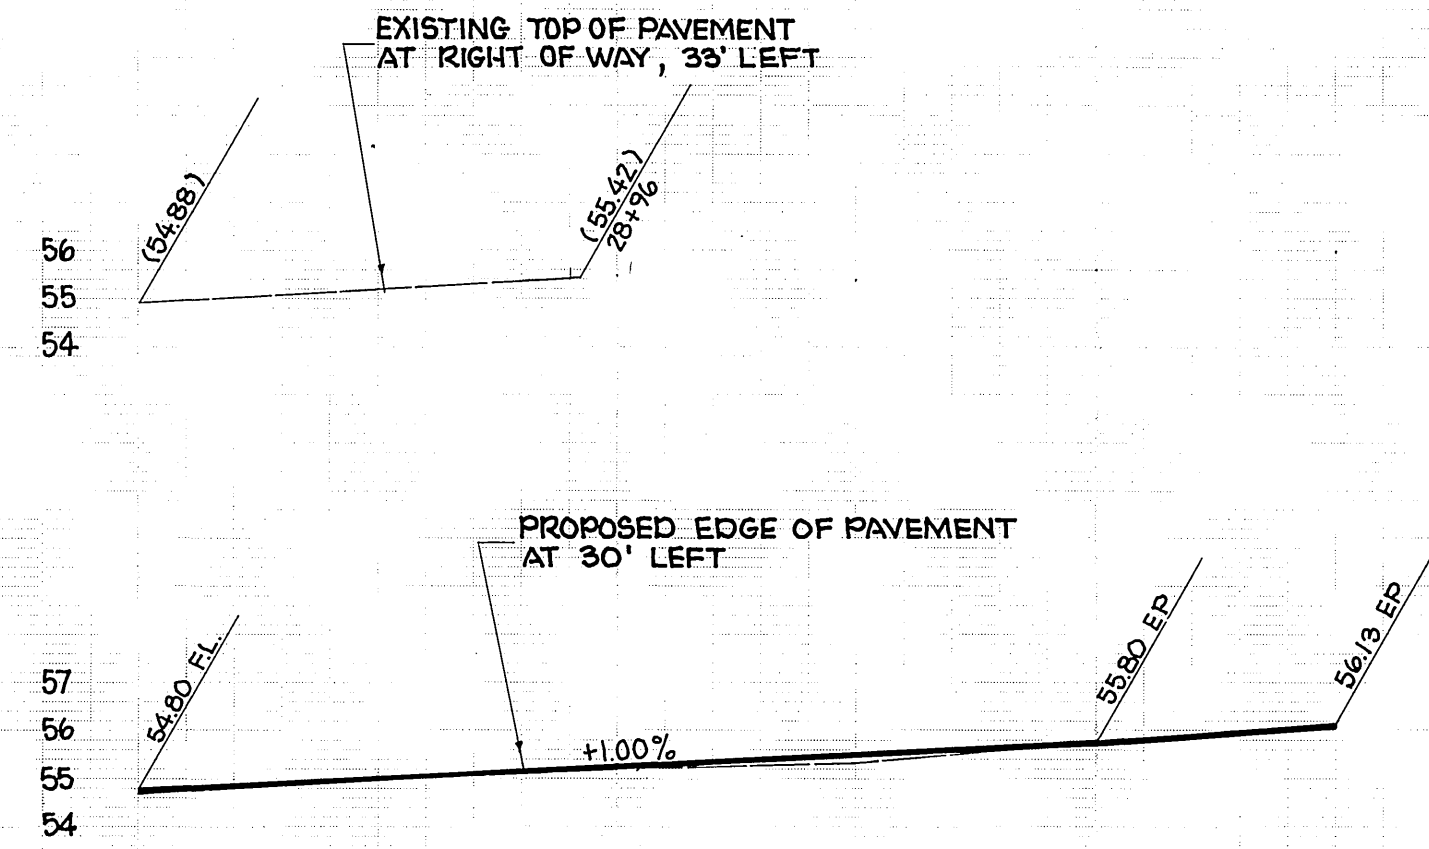 EXISTING TOP OF PAVEMENT
AT RIGHT OF WAY, 33' LEFT
(54.88)
(55.42)
28+96
56
55
54
PROPOSED EDGE OF PAVEMENT
AT 30' LEFT
54.80 F.L.
55.80 EP
56.13 EP
+1.00%
57
56
55
54